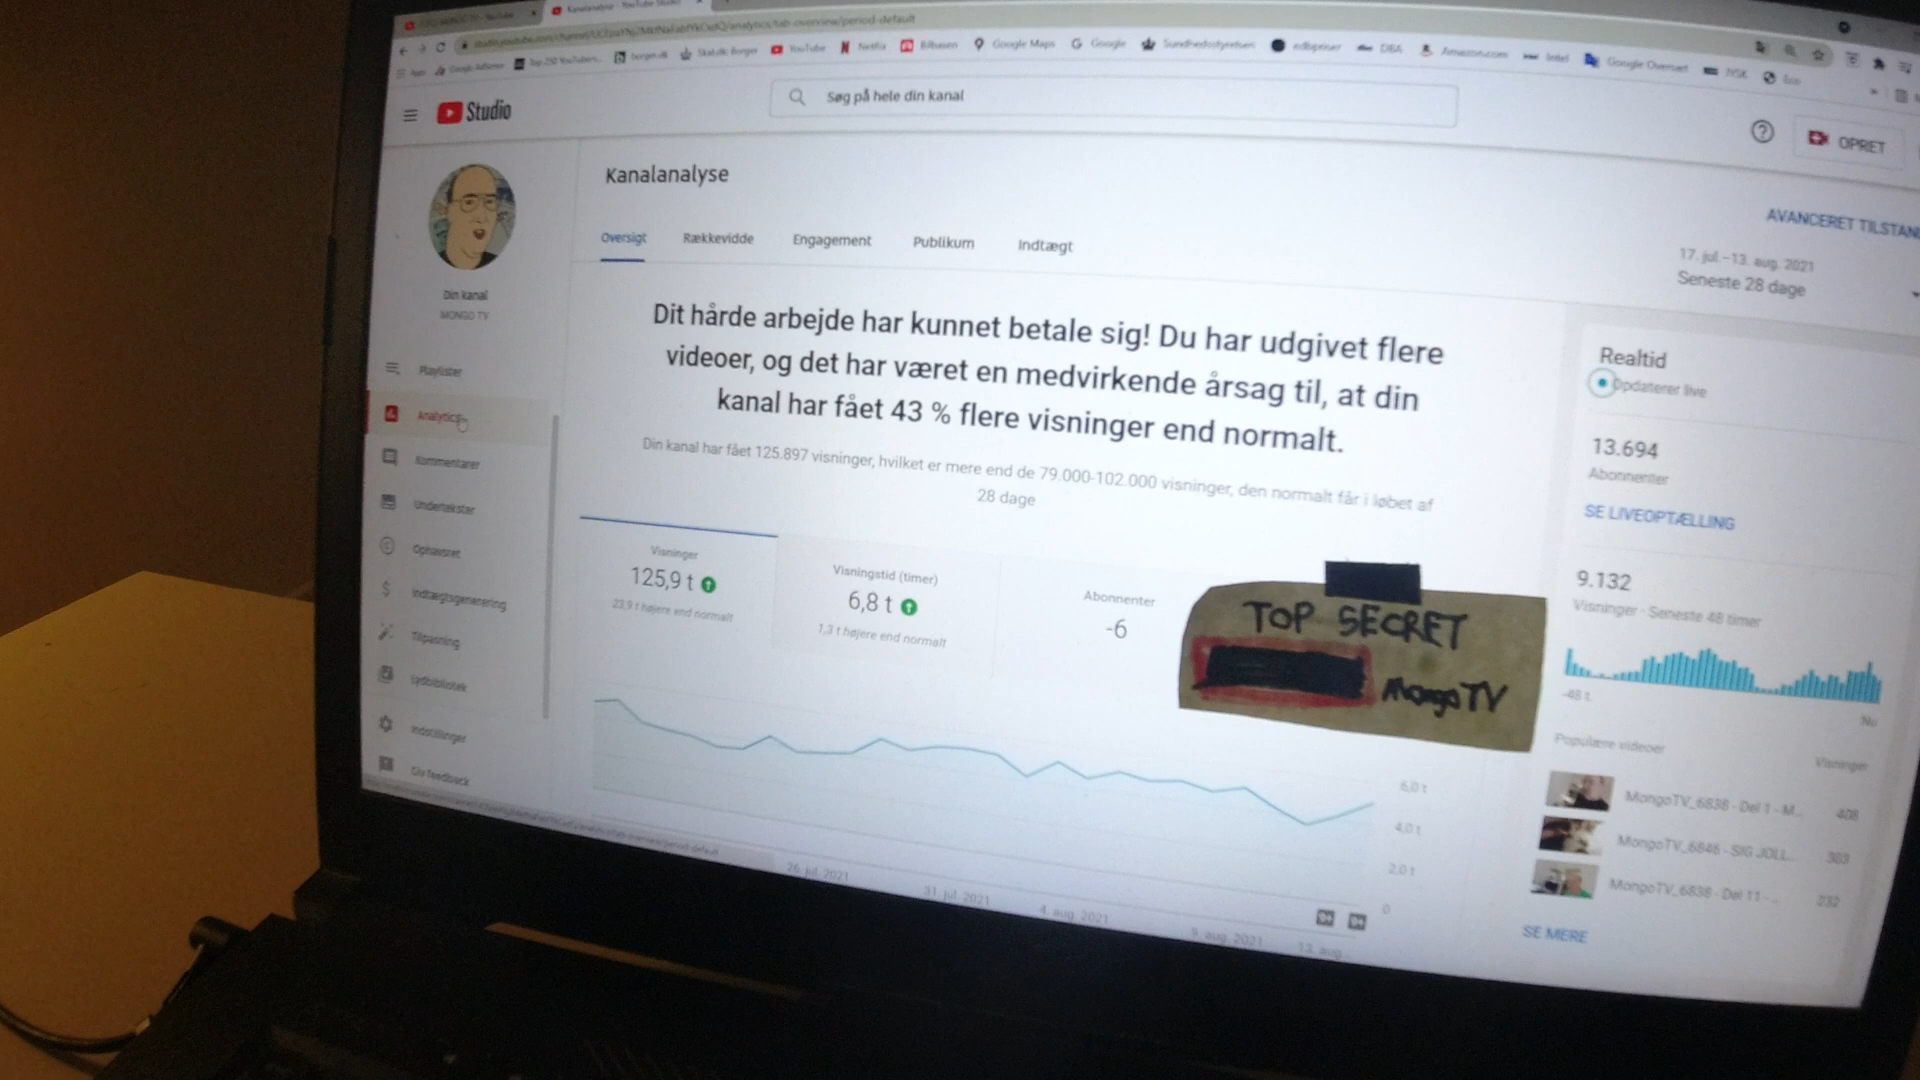 Apps
Google AdSense
Top 250 YouTubers...
borger.dk
Skat.dk: Borger
YouTube
Netflix
Bilbasen
Google Maps
Google
Sundhedsstyrelsen
edbpriser
DBA
Amazon.com
Intel
Google Oversæt
JYSK
Studio
Søg på hele din kanal
OPRET
Kanalanalyse
AVANCERET TILSTAND
Oversigt
Rækkevidde
Engagement
Publikum
Indtægt
17. jul.–13. aug. 2021
Seneste 28 dage
Din kanal
MONGO TV
Playlister
Analytics
Kommentarer
Undertekster
Ophavsret
Indtægtsgenerering
Tilpasning
Lydbibliotek
Indstillinger
Giv feedback
Dit hårde arbejde har kunnet betale sig! Du har udgivet flere
videoer, og det har været en medvirkende årsag til, at din
kanal har fået 43 % flere visninger end normalt.
Din kanal har fået 125.897 visninger, hvilket er mere end de 79.000-102.000 visninger, den normalt får i løbet af
28 dage
Visninger
125,9 t
23,9 t højere end normalt
Visningstid (timer)
6,8 t
1,3 t højere end normalt
Abonnenter
-6
TOP SECRET
MongoTV
6,0 t
4,0 t
2,0 t
0
26. jul. 2021
31. jul. 2021
4. aug. 2021
9. aug. 2021
13. aug...
Realtid
Opdaterer live
13.694
Abonnenter
SE LIVEOPTÆLLING
9.132
Visninger · Seneste 48 timer
-48 t.
Nu
Populære videoer
Visninger
MongoTV_6838 - Del 1 - M...
408
MongoTV_6846 - SIG JOLL...
303
MongoTV_6838 - Del 11 - ...
232
SE MERE